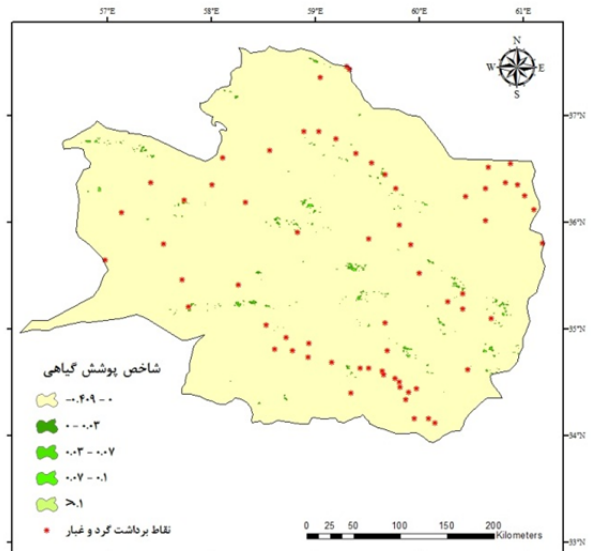 57°E 58°E 59°E 60°E 61°E
N
W E
S
37°N
36°N
35°N
34°N
33°N
شاخص پوشش گیاهی
-۰.۴۰۹ - ۰
۰ - ۰.۰۳
۰.۰۳ - ۰.۰۷
۰.۰۷ - ۰.۱
>.۱
نقاط برداشت گرد و غبار
0 25 50 100 150 200
Kilometers